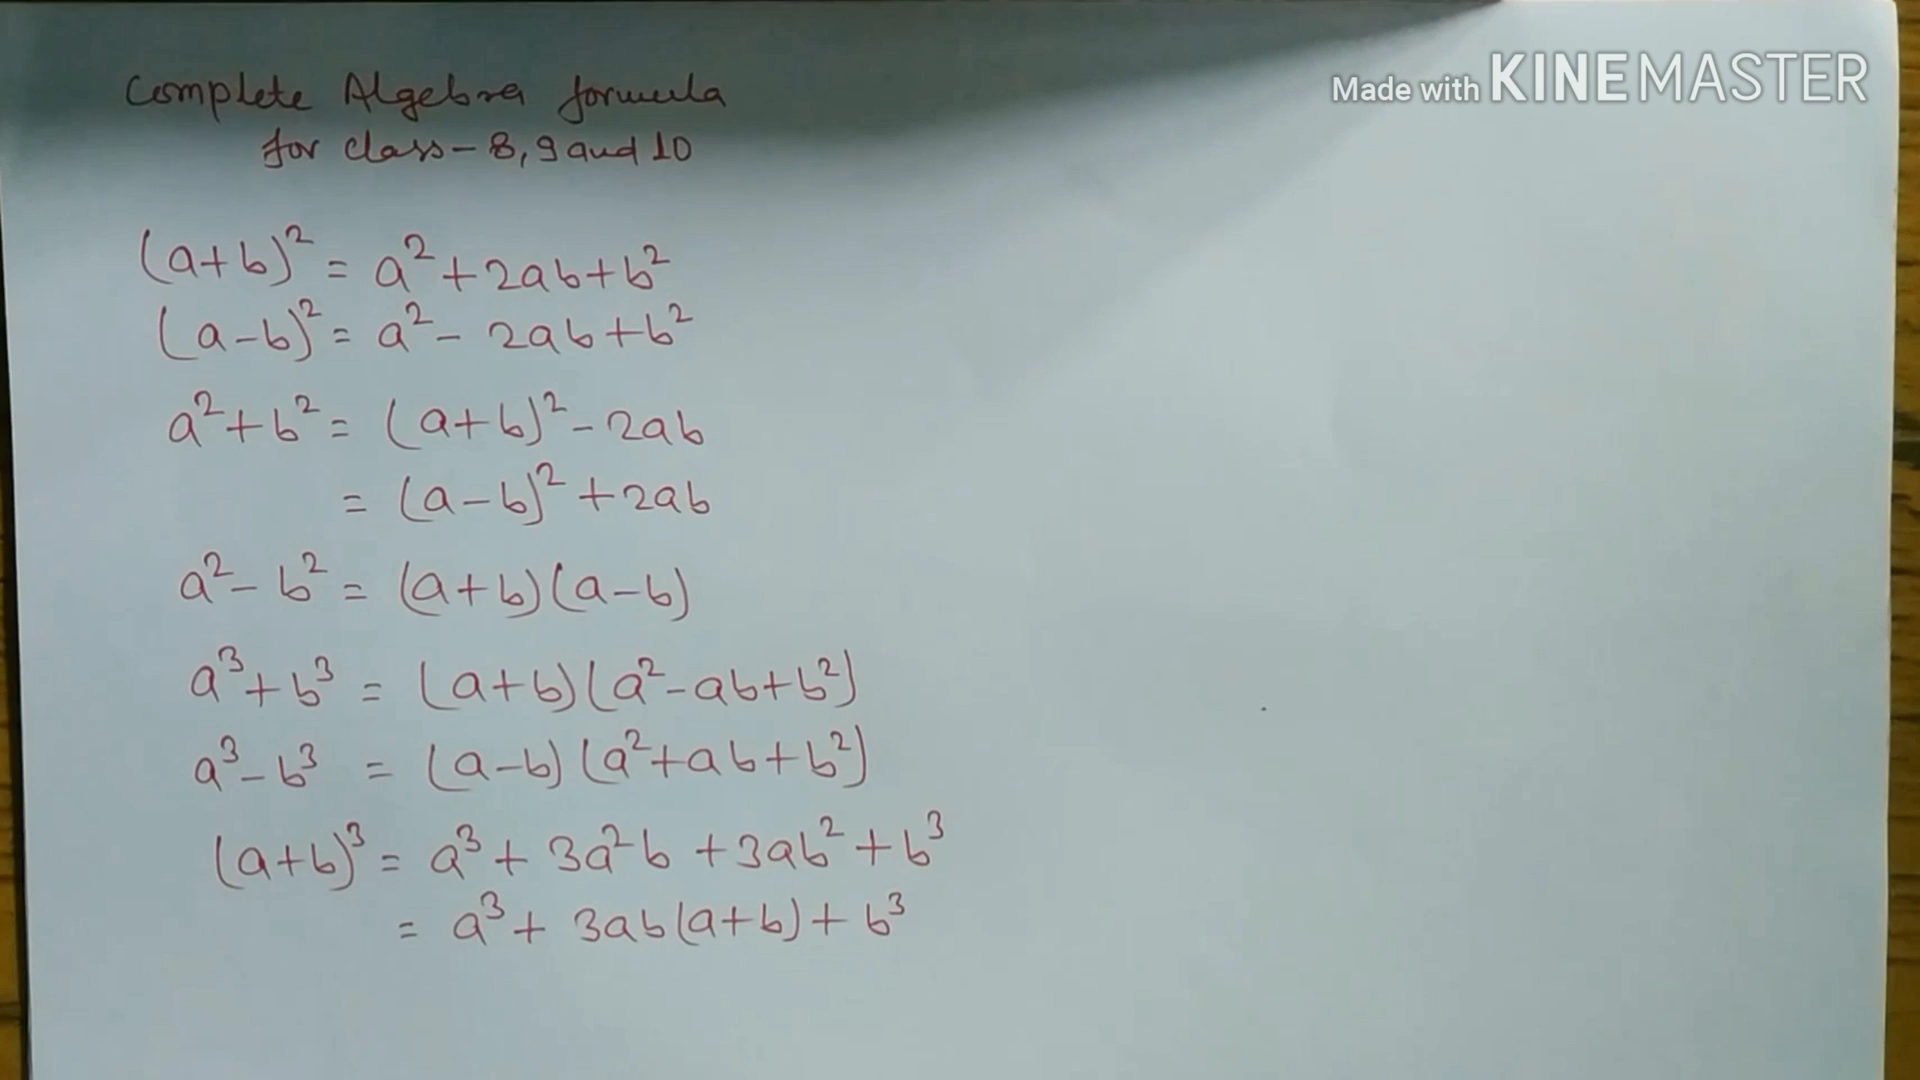 Complete Algebra formula
for class-8, 9 and 10
Made with KINEMASTER
(a+b)² = a²+2ab+b²
(a-b)² = a² - 2ab+b²
a²+b² = (a+b)²-2ab
= (a-b)²+2ab
a²-b² = (a+b)(a-b)
a³+b³ = (a+b)(a²-ab+b²)
a³-b³ = (a-b)(a²+ab+b²)
(a+b)³ = a³+3a²b+3ab²+b³
= a³+3ab(a+b)+b³